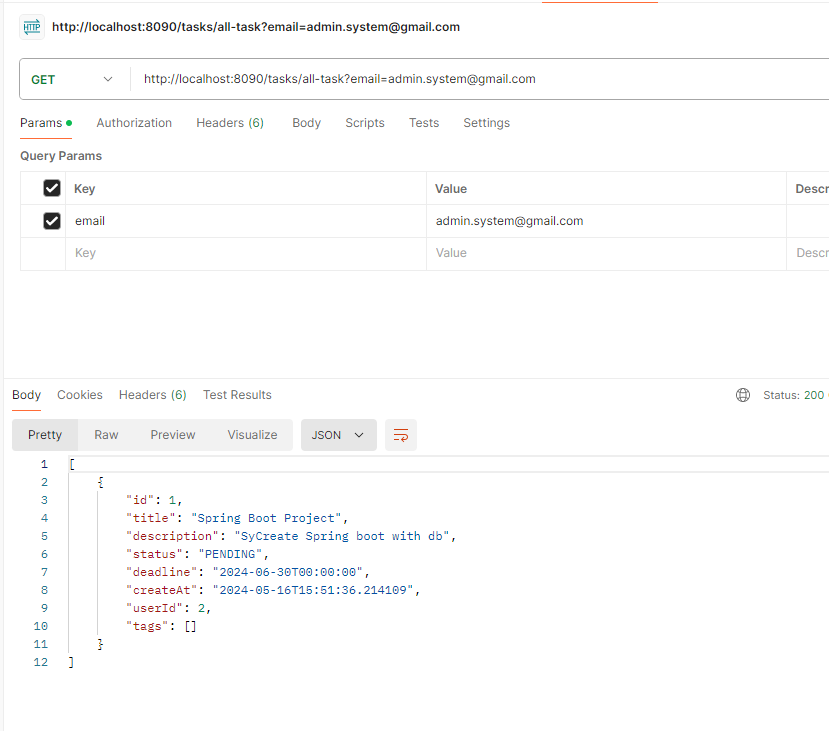 HTTP http://localhost:8090/tasks/all-task?email=admin.system@gmail.com
GET http://localhost:8090/tasks/all-task?email=admin.system@gmail.com
Params Authorization Headers (6) Body Scripts Tests Settings
Query Params
Key Value Descr
email admin.system@gmail.com
Key Value Descr
Body Cookies Headers (6) Test Results Status: 200
Pretty Raw Preview Visualize JSON
1 [
2 {
3 "id": 1,
4 "title": "Spring Boot Project",
5 "description": "SyCreate Spring boot with db",
6 "status": "PENDING",
7 "deadline": "2024-06-30T00:00:00",
8 "createAt": "2024-05-16T15:51:36.214109",
9 "userId": 2,
10 "tags": []
11 }
12 ]